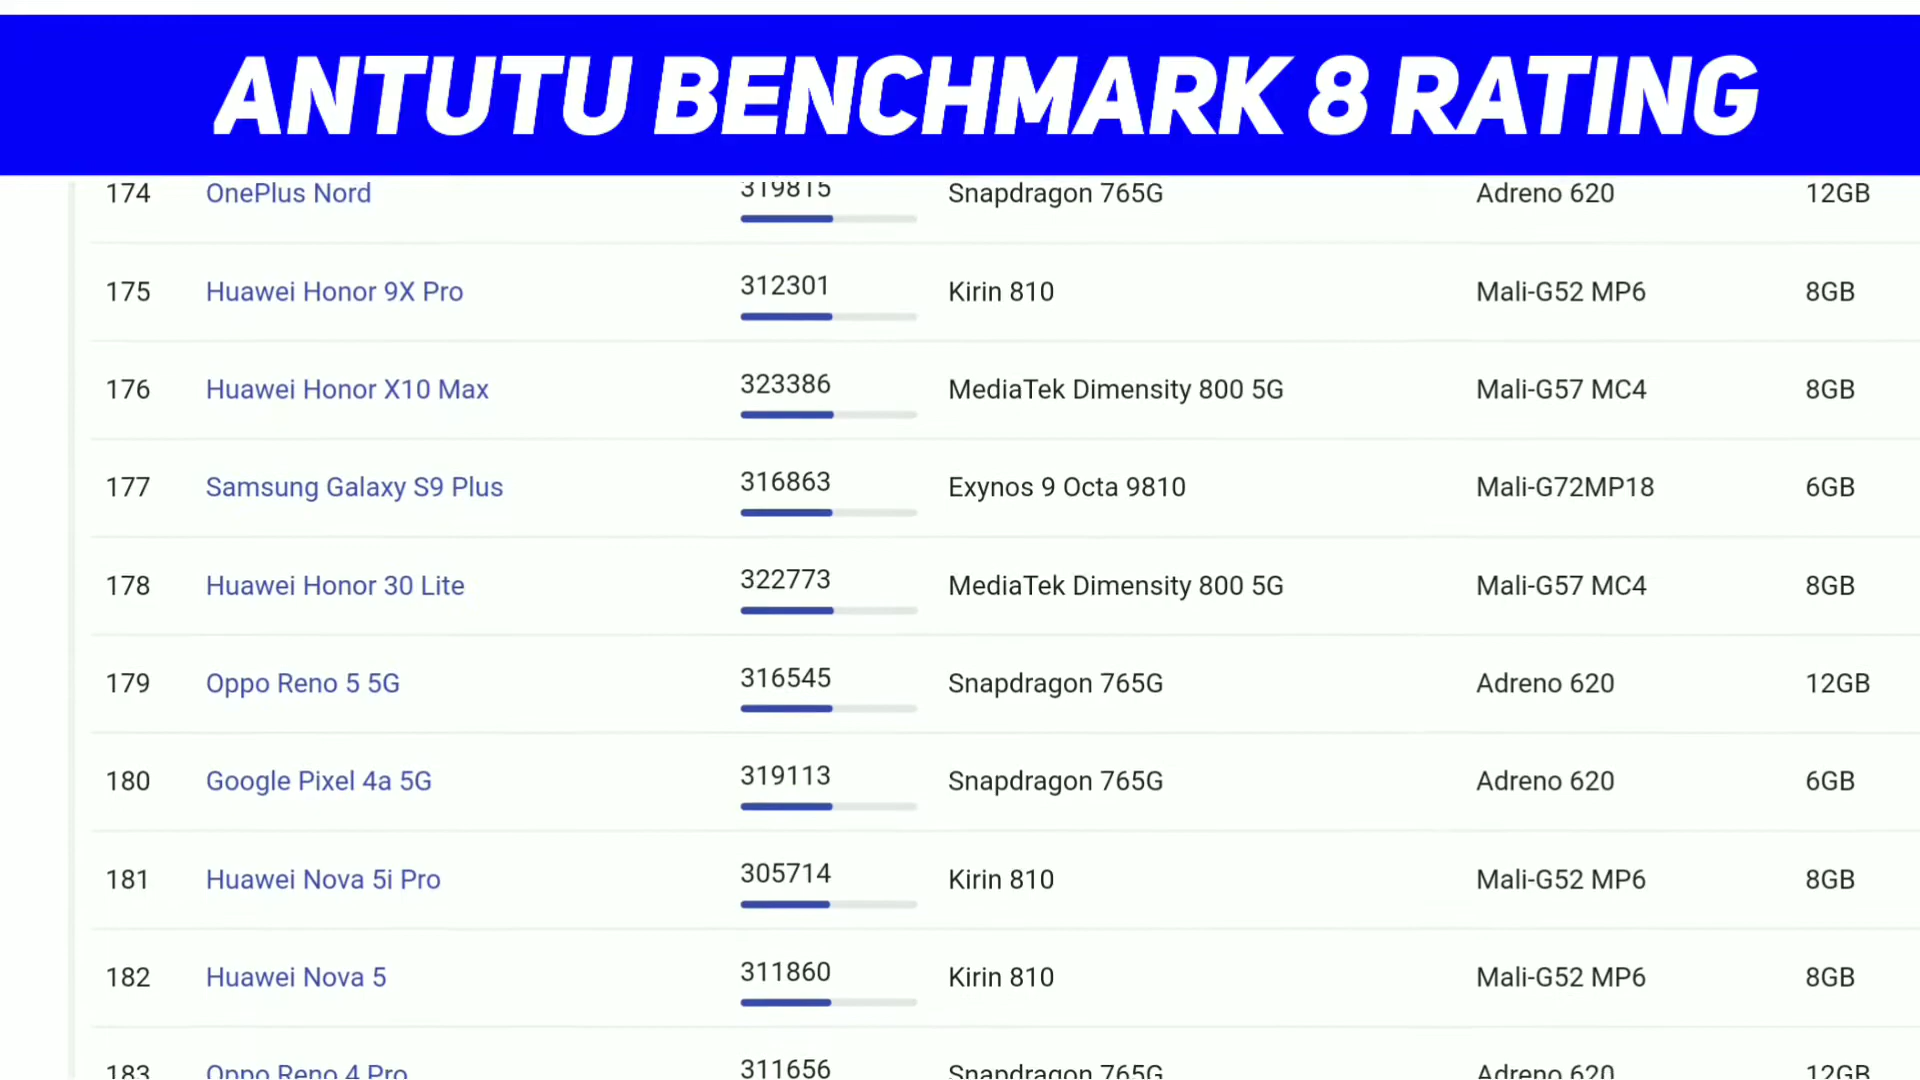 ANTUTU BENCHMARK 8 RATING
174 OnePlus Nord 319815 Snapdragon 765G Adreno 620 12GB
175 Huawei Honor 9X Pro 312301 Kirin 810 Mali-G52 MP6 8GB
176 Huawei Honor X10 Max 323386 MediaTek Dimensity 800 5G Mali-G57 MC4 8GB
177 Samsung Galaxy S9 Plus 316863 Exynos 9 Octa 9810 Mali-G72MP18 6GB
178 Huawei Honor 30 Lite 322773 MediaTek Dimensity 800 5G Mali-G57 MC4 8GB
179 Oppo Reno 5 5G 316545 Snapdragon 765G Adreno 620 12GB
180 Google Pixel 4a 5G 319113 Snapdragon 765G Adreno 620 6GB
181 Huawei Nova 5i Pro 305714 Kirin 810 Mali-G52 MP6 8GB
182 Huawei Nova 5 311860 Kirin 810 Mali-G52 MP6 8GB
183 Oppo Reno 4 Pro 311656 Snapdragon 765G Adreno 620 12GB